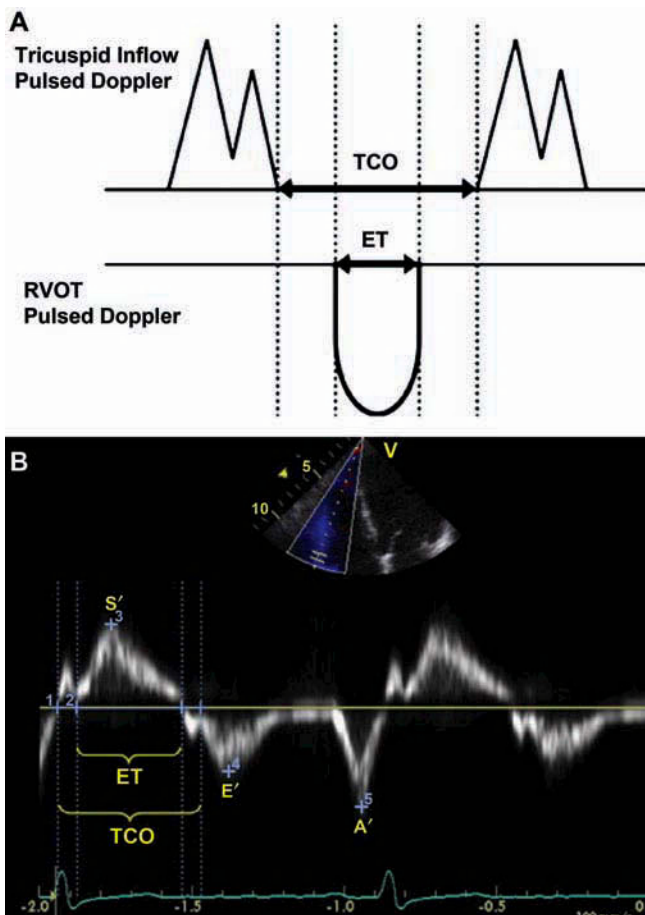 A
Tricuspid Inflow
Pulsed Doppler
TCO
ET
RVOT
Pulsed Doppler
B
V
5
10
S′
3
1 2
ET
4
E′
5
A′
TCO
-2.0 -1.5 -1.0 -0.5 0